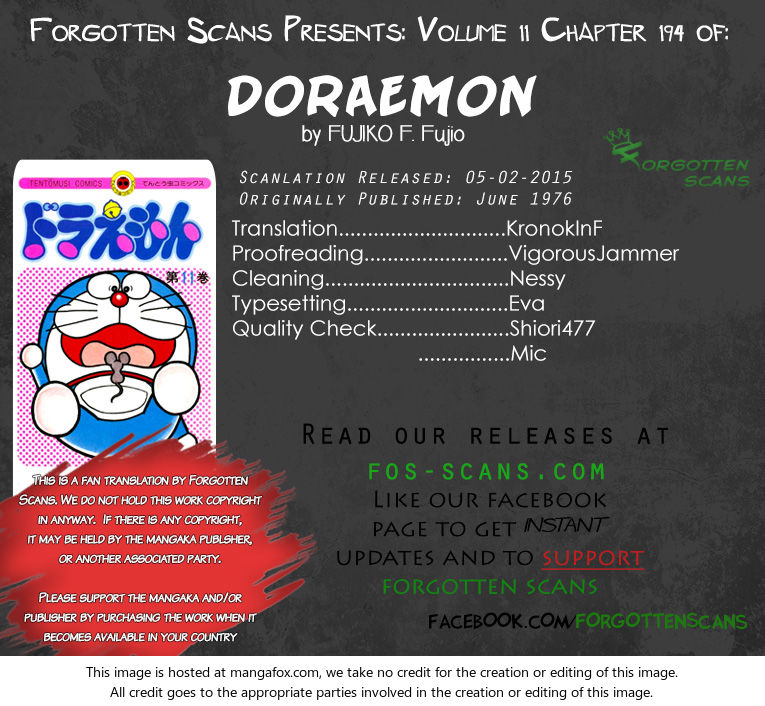 Forgotten Scans Presents: Volume 11 Chapter 194 of:
DORAEMON
by FUJIKO F. Fujio
FORGOTTEN
SCANS
Scanlation Released: 05-02-2015
Originally Published: June 1976
TENTOMUSI COMICS てんとう虫コミックス
ドラえもん
第11巻
Translation.............................KronokInF
Proofreading.........................VigorousJammer
Cleaning................................Nessy
Typesetting............................Eva
Quality Check.......................Shiori477
................Mic
Read our releases at
fos-scans.com
Like our facebook
page to get INSTANT
updates and to support
forgotten scans
facebook.com/forgottenscans
This is a fan translation by Forgotten
Scans. We do not hold this work copyright
in anyway. If there is any copyright,
it may be held by the mangaka publsher,
or another associated party.
Please support the mangaka and/or
publisher by purchasing the work when it
becomes available in your country
This image is hosted at mangafox.com, we take no credit for the creation or editing of this image.
All credit goes to the appropriate parties involved in the creation or editing of this image.